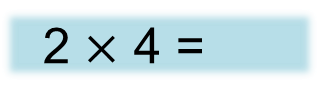 2 × 4 =